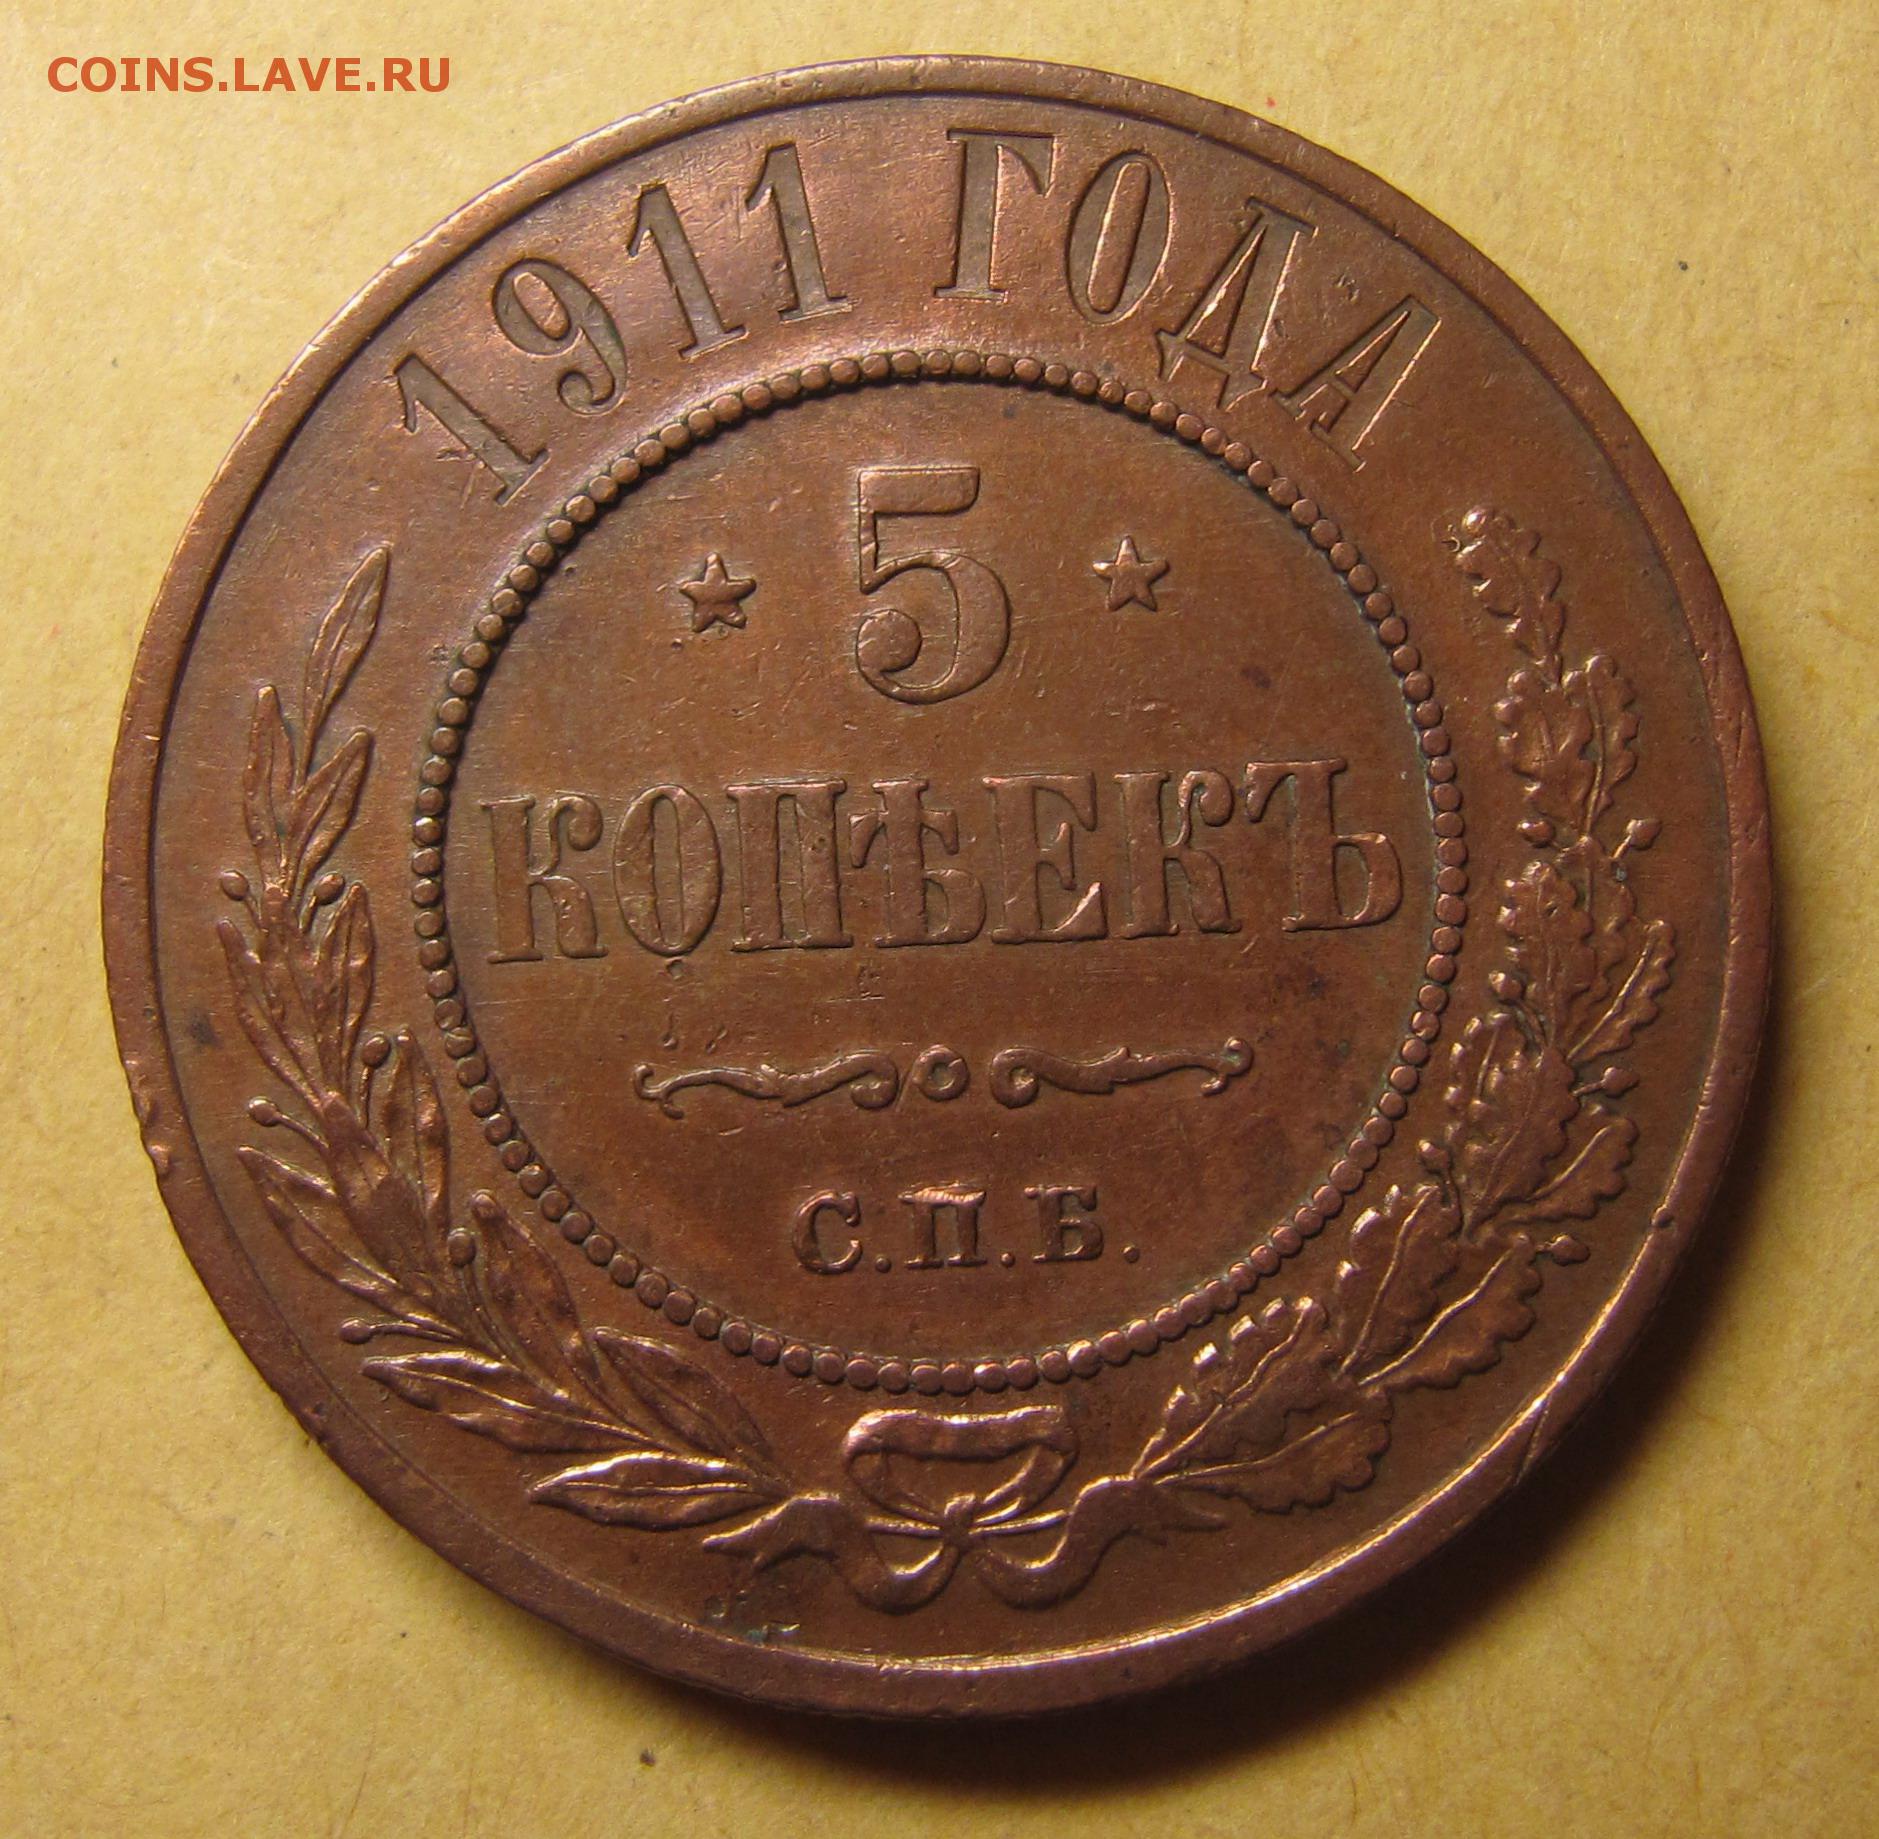 COINS.LAVE.RU
1911 ГОДА
5
КОПѢЕКЪ
С.П.Б.